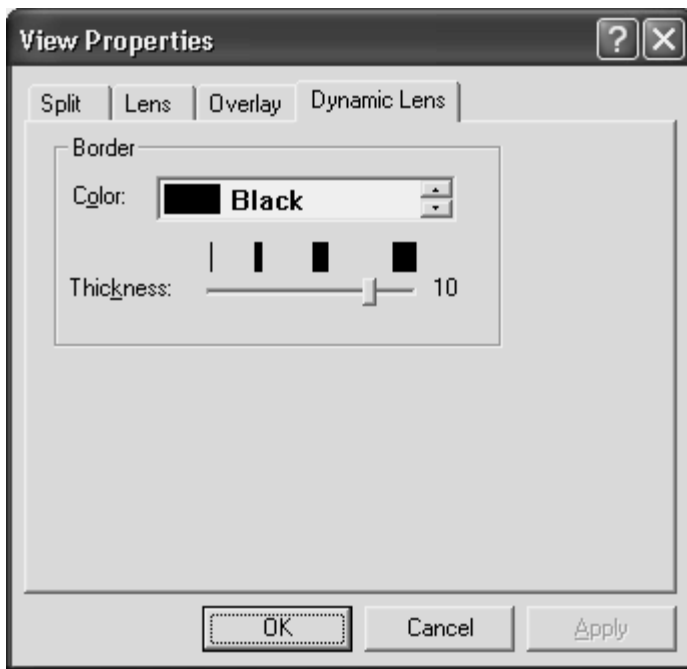 View Properties
Split Lens Overlay Dynamic Lens
Border
Color: Black
Thickness: 10
OK Cancel Apply